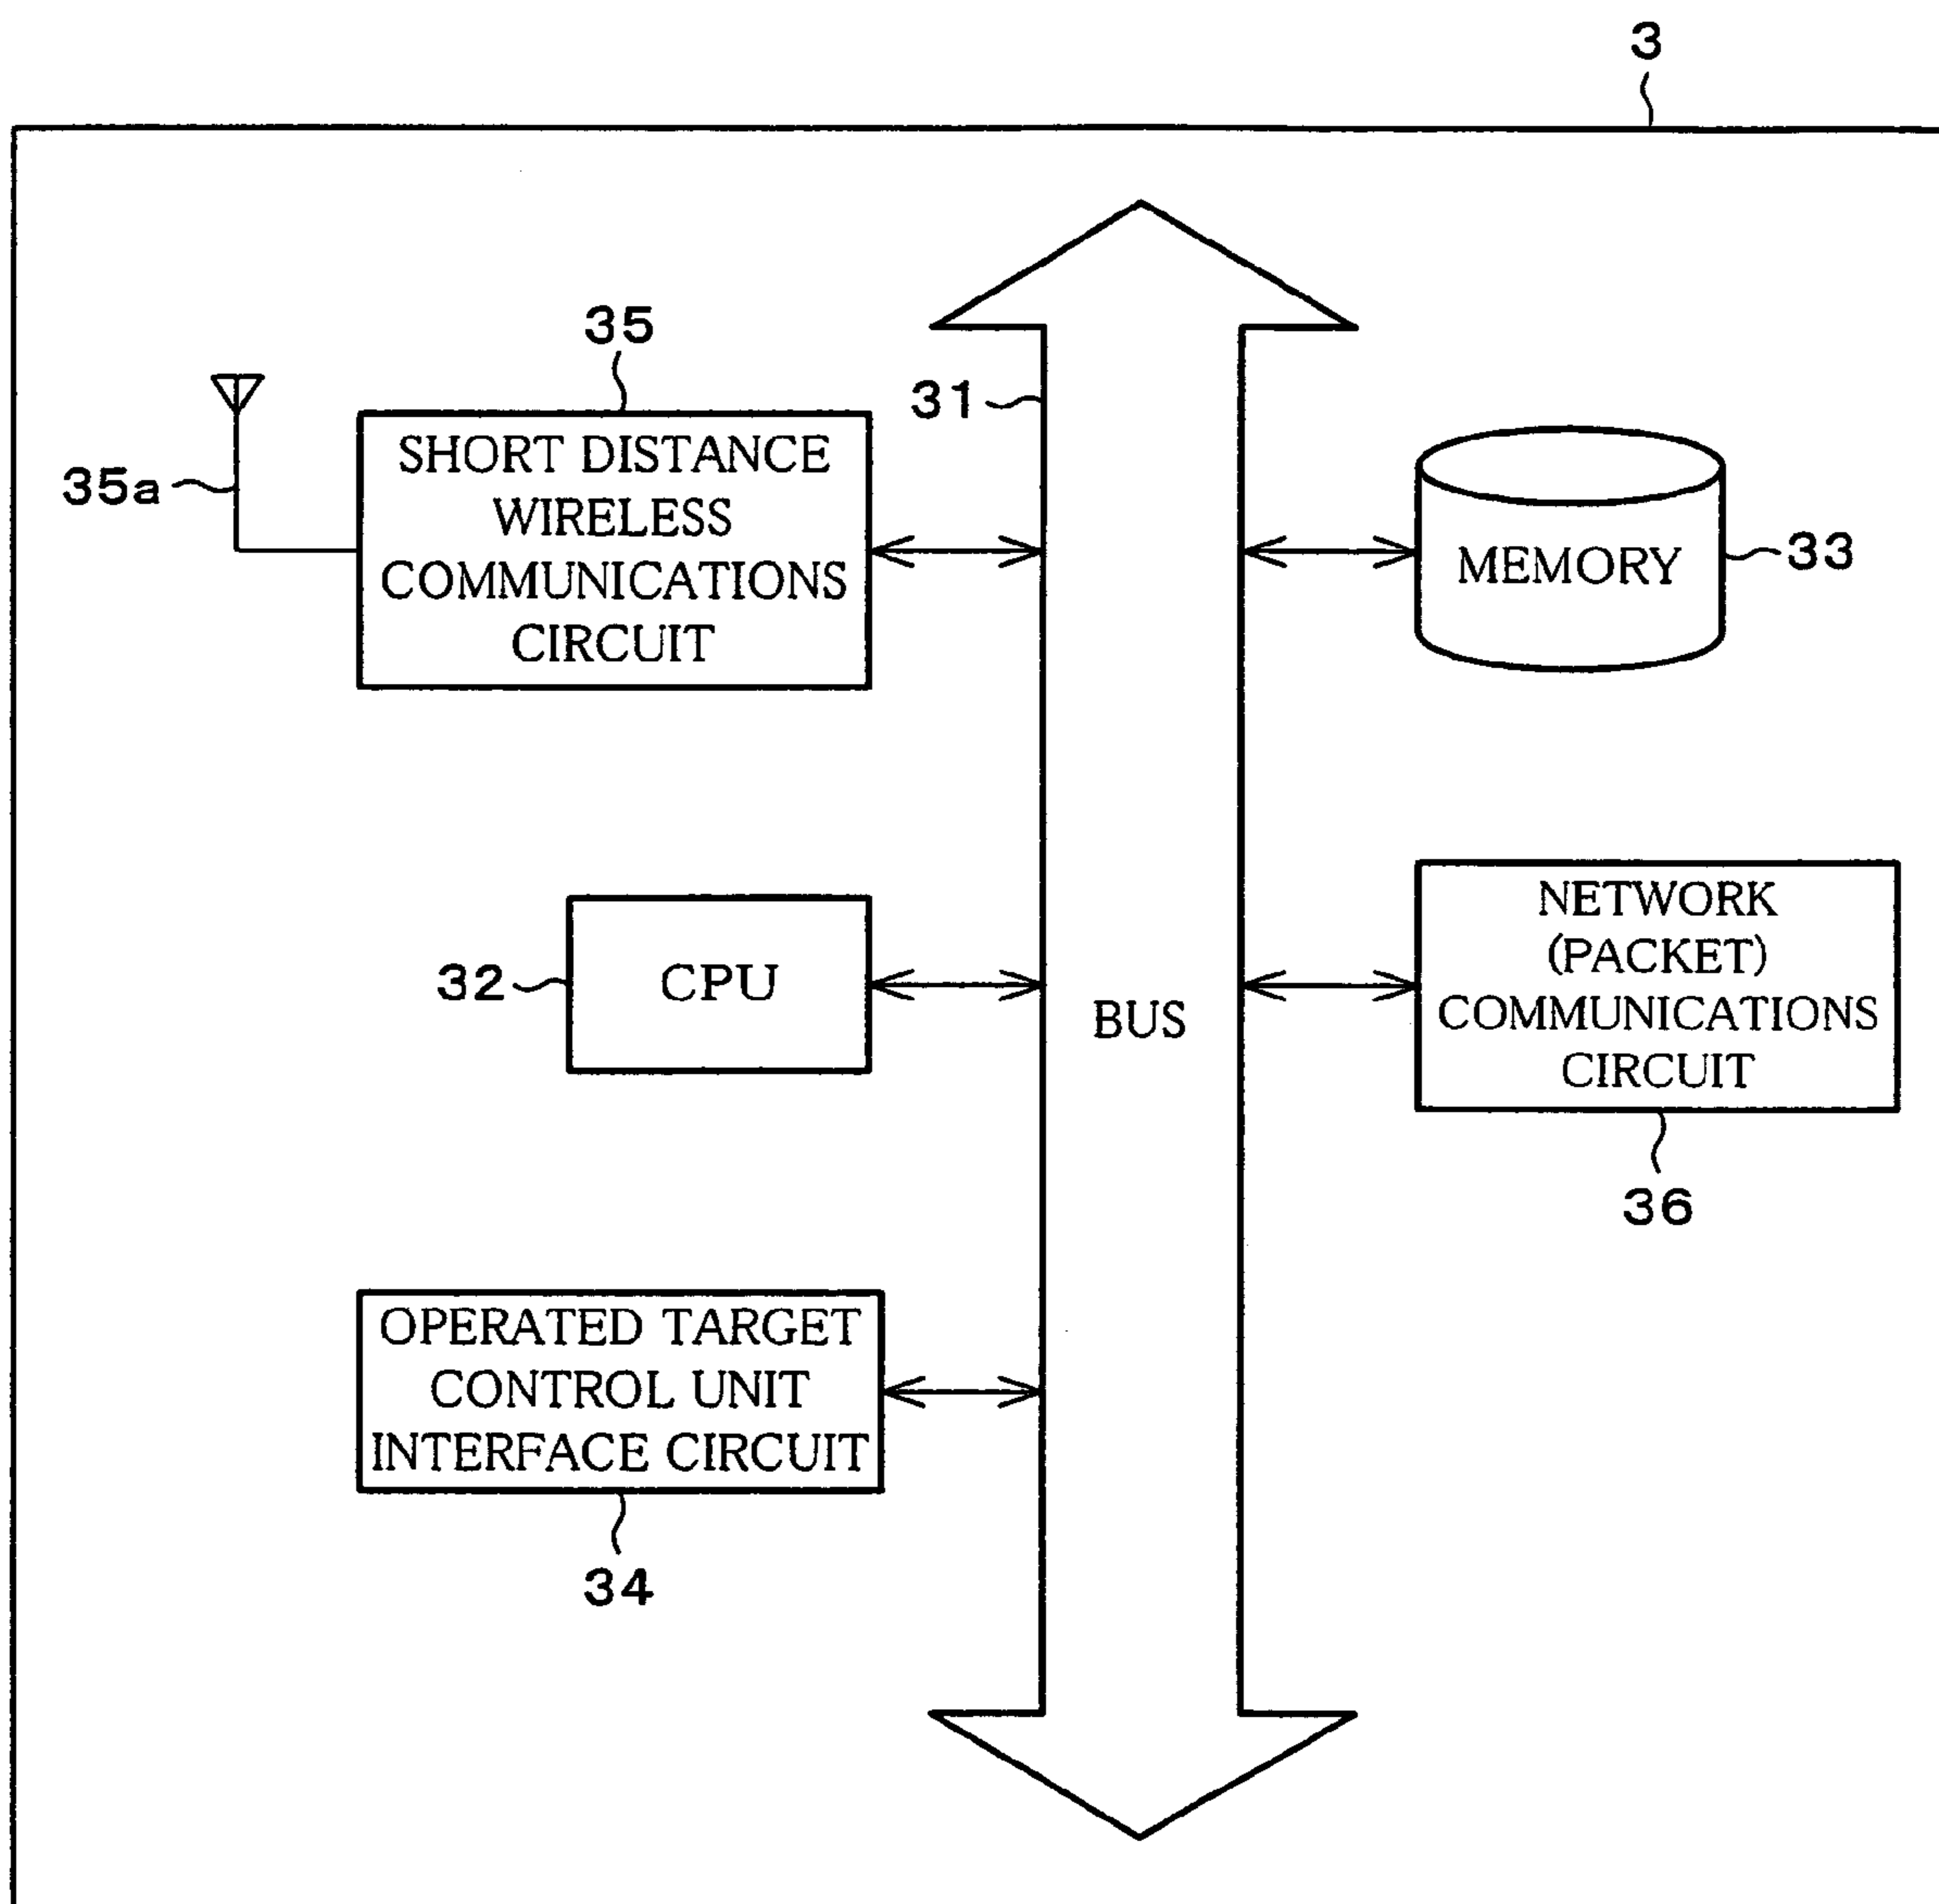 3
35
SHORT DISTANCE
WIRELESS
COMMUNICATIONS
CIRCUIT
35a
31
MEMORY
33
32
CPU
BUS
NETWORK
(PACKET)
COMMUNICATIONS
CIRCUIT
36
OPERATED TARGET
CONTROL UNIT
INTERFACE CIRCUIT
34